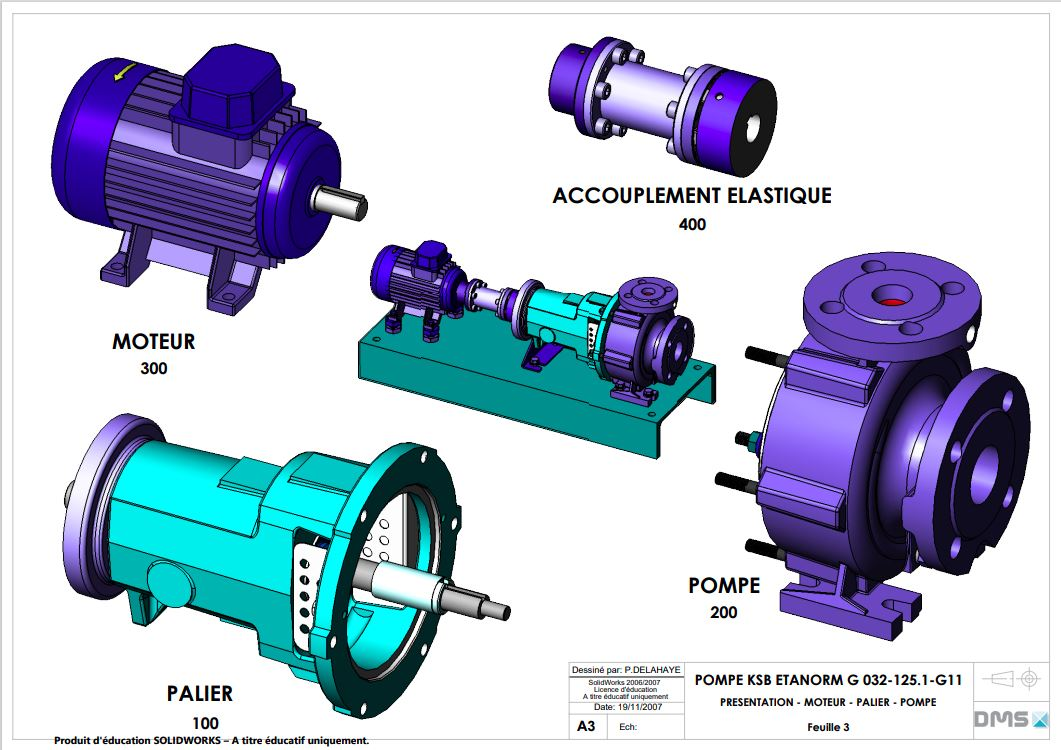 ACCOUPLEMENT ELASTIQUE
400
MOTEUR
300
POMPE
200
PALIER
100
Produit d'éducation SOLIDWORKS – A titre éducatif uniquement.
Dessiné par: P.DELAHAYE
SolidWorks 2006/2007
Licence d'éducation
A titre éducatif uniquement
Date: 19/11/2007
A3
Ech:
POMPE KSB ETANORM G 032-125.1-G11
PRESENTATION - MOTEUR - PALIER - POMPE
Feuille 3
DMS